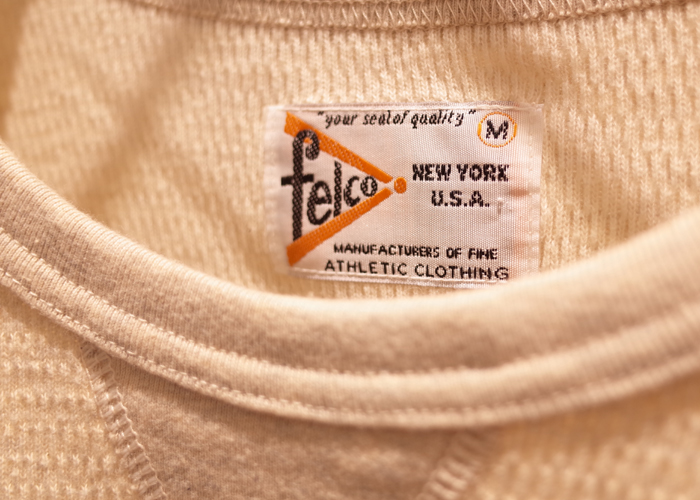 "your seal of quality" M
felco
NEW YORK
U.S.A.
MANUFACTURERS OF FINE
ATHLETIC CLOTHING